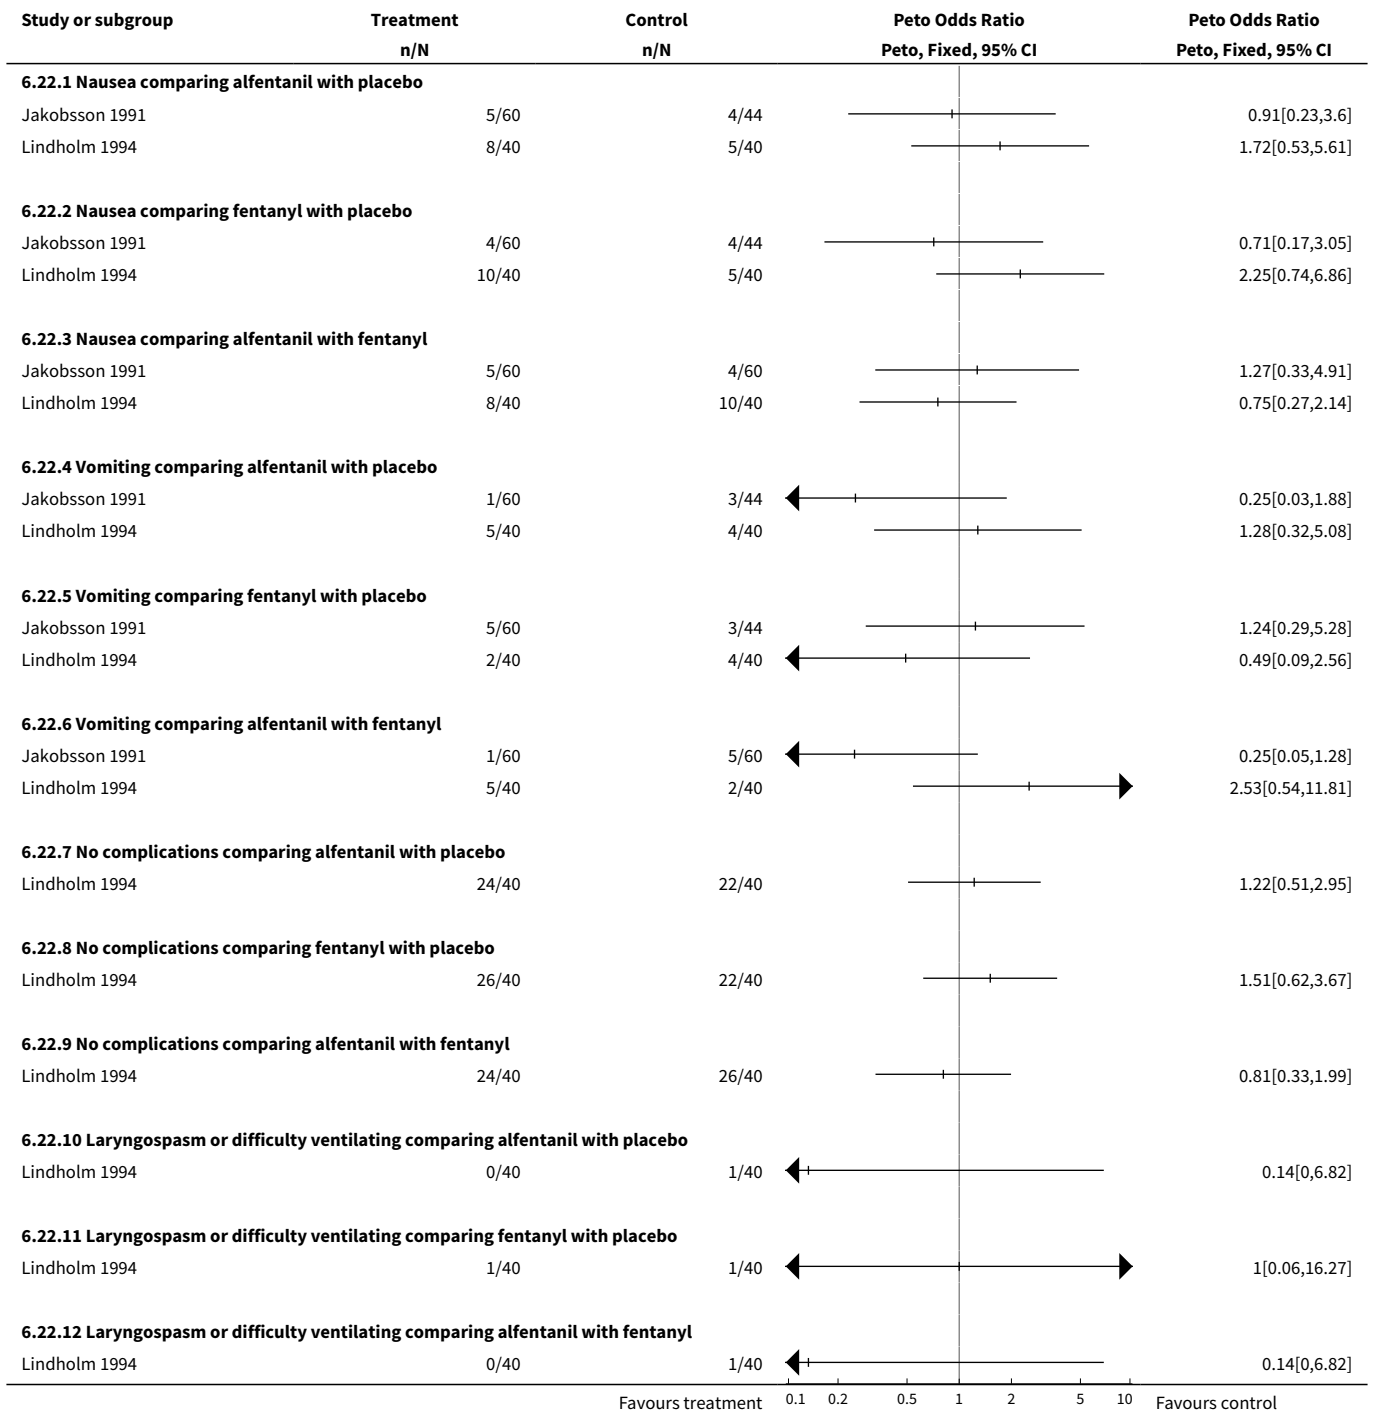 Study or subgroup Treatment Control Peto Odds Ratio Peto Odds Ratio
n/N n/N Peto, Fixed, 95% CI Peto, Fixed, 95% CI
6.22.1 Nausea comparing alfentanil with placebo
Jakobsson 1991 5/60 4/44 0.91[0.23,3.6]
Lindholm 1994 8/40 5/40 1.72[0.53,5.61]
6.22.2 Nausea comparing fentanyl with placebo
Jakobsson 1991 4/60 4/44 0.71[0.17,3.05]
Lindholm 1994 10/40 5/40 2.25[0.74,6.86]
6.22.3 Nausea comparing alfentanil with fentanyl
Jakobsson 1991 5/60 4/60 1.27[0.33,4.91]
Lindholm 1994 8/40 10/40 0.75[0.27,2.14]
6.22.4 Vomiting comparing alfentanil with placebo
Jakobsson 1991 1/60 3/44 0.25[0.03,1.88]
Lindholm 1994 5/40 4/40 1.28[0.32,5.08]
6.22.5 Vomiting comparing fentanyl with placebo
Jakobsson 1991 5/60 3/44 1.24[0.29,5.28]
Lindholm 1994 2/40 4/40 0.49[0.09,2.56]
6.22.6 Vomiting comparing alfentanil with fentanyl
Jakobsson 1991 1/60 5/60 0.25[0.05,1.28]
Lindholm 1994 5/40 2/40 2.53[0.54,11.81]
6.22.7 No complications comparing alfentanil with placebo
Lindholm 1994 24/40 22/40 1.22[0.51,2.95]
6.22.8 No complications comparing fentanyl with placebo
Lindholm 1994 26/40 22/40 1.51[0.62,3.67]
6.22.9 No complications comparing alfentanil with fentanyl
Lindholm 1994 24/40 26/40 0.81[0.33,1.99]
6.22.10 Laryngospasm or difficulty ventilating comparing alfentanil with placebo
Lindholm 1994 0/40 1/40 0.14[0,6.82]
6.22.11 Laryngospasm or difficulty ventilating comparing fentanyl with placebo
Lindholm 1994 1/40 1/40 1[0.06,16.27]
6.22.12 Laryngospasm or difficulty ventilating comparing alfentanil with fentanyl
Lindholm 1994 0/40 1/40 0.14[0,6.82]
Favours treatment 0.1 0.2 0.5 1 2 5 10 Favours control